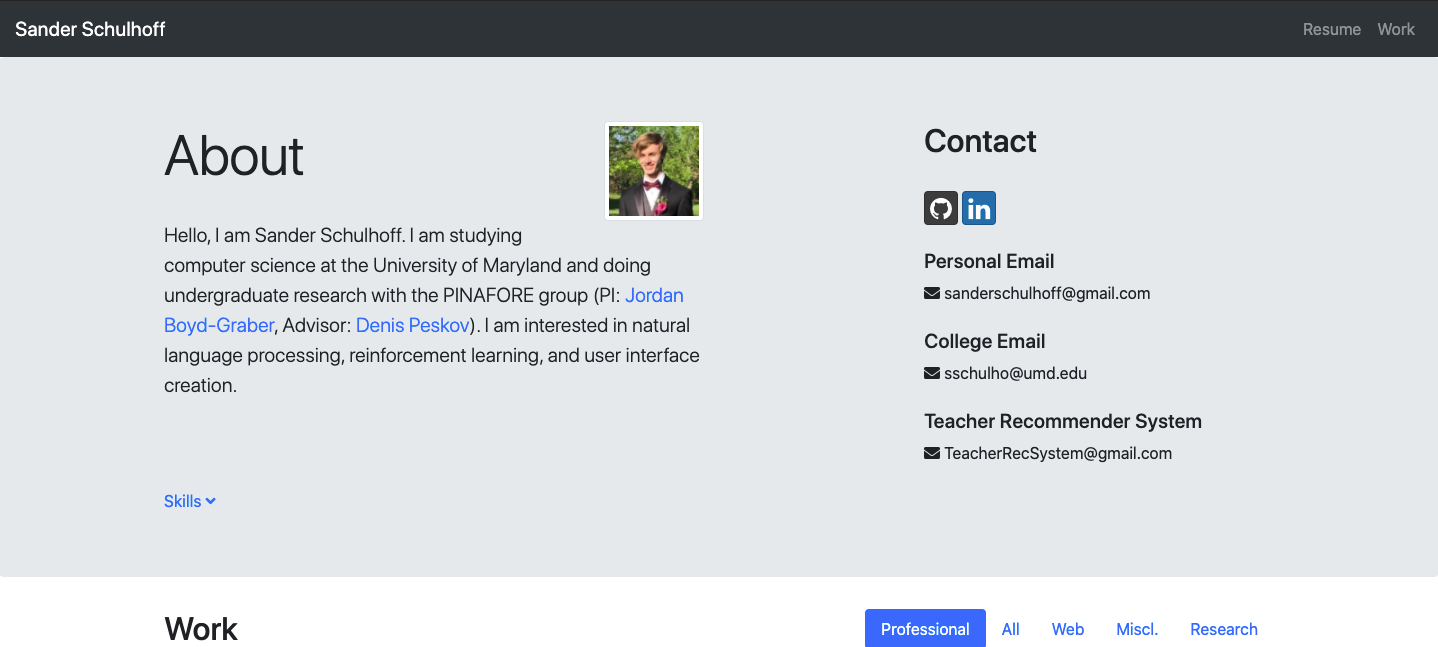 Sander Schulhoff
Resume Work
About
Hello, I am Sander Schulhoff. I am studying
computer science at the University of Maryland and doing
undergraduate research with the PINAFORE group (PI: Jordan
Boyd-Graber, Advisor: Denis Peskov). I am interested in natural
language processing, reinforcement learning, and user interface
creation.
Skills
Contact
in
Personal Email
sanderschulhoff@gmail.com
College Email
sschulho@umd.edu
Teacher Recommender System
TeacherRecSystem@gmail.com
Work
Professional All Web Miscl. Research